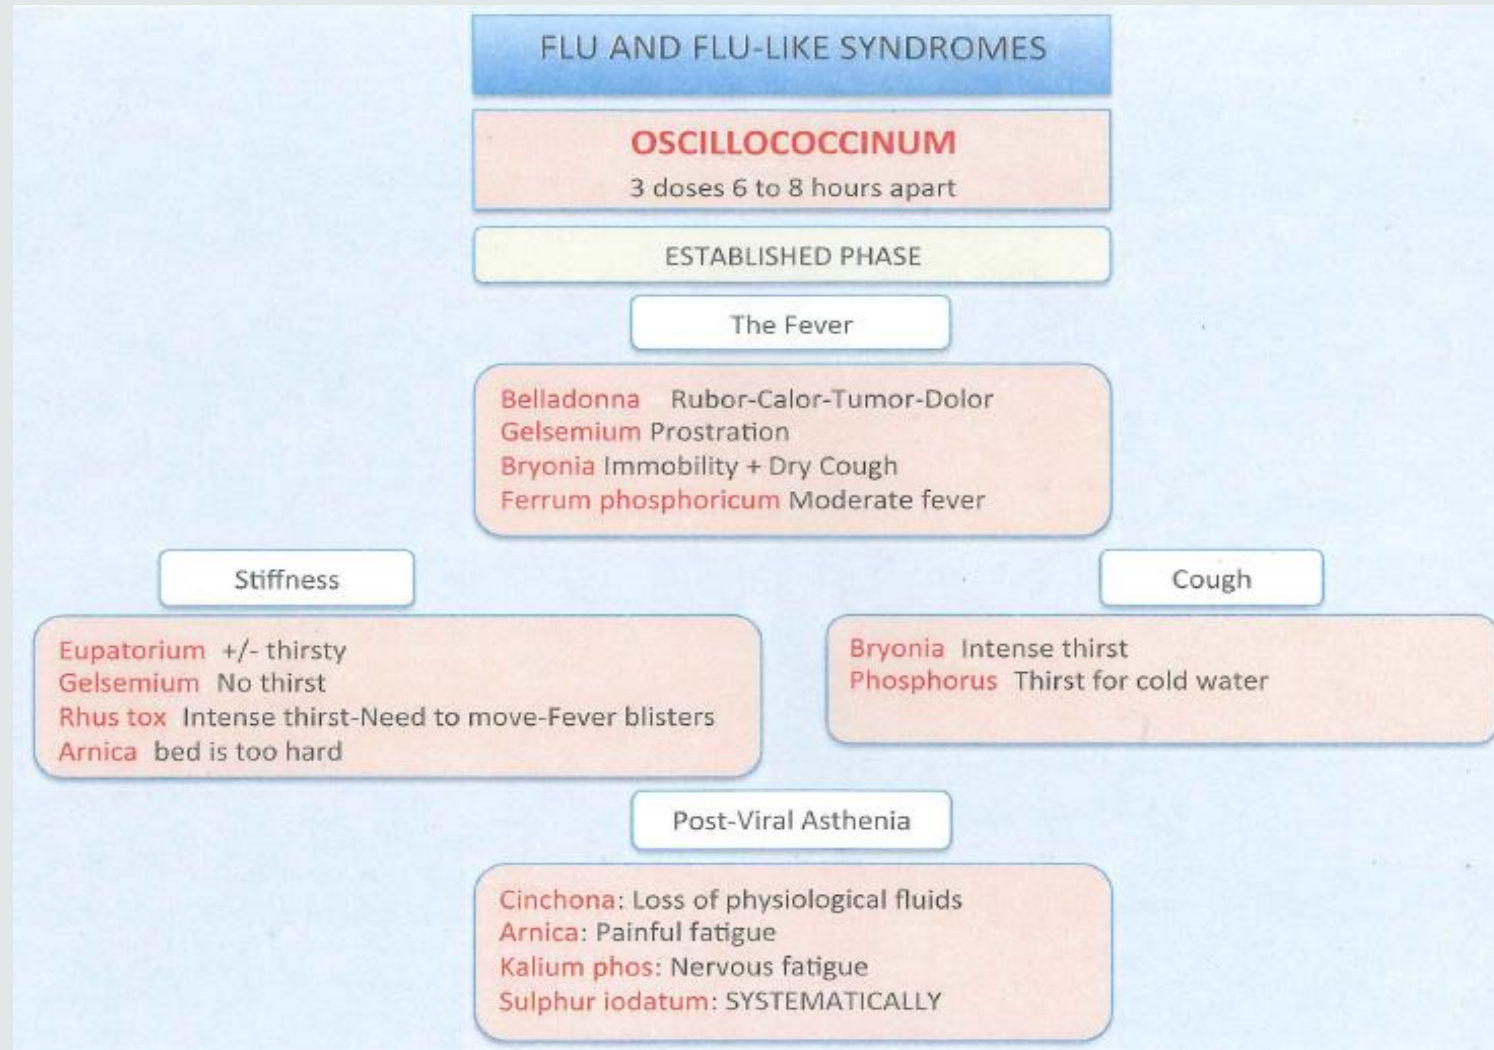 FLU AND FLU-LIKE SYNDROMES
OSCILLOCOCCINUM
3 doses 6 to 8 hours apart
ESTABLISHED PHASE
The Fever
Belladonna Rubor-Calor-Tumor-Dolor
Gelsemium Prostration
Bryonia Immobility + Dry Cough
Ferrum phosphoricum Moderate fever
Stiffness
Eupatorium +/- thirsty
Gelsemium No thirst
Rhus tox Intense thirst-Need to move-Fever blisters
Arnica bed is too hard
Cough
Bryonia Intense thirst
Phosphorus Thirst for cold water
Post-Viral Asthenia
Cinchona: Loss of physiological fluids
Arnica: Painful fatigue
Kalium phos: Nervous fatigue
Sulphur iodatum: SYSTEMATICALLY